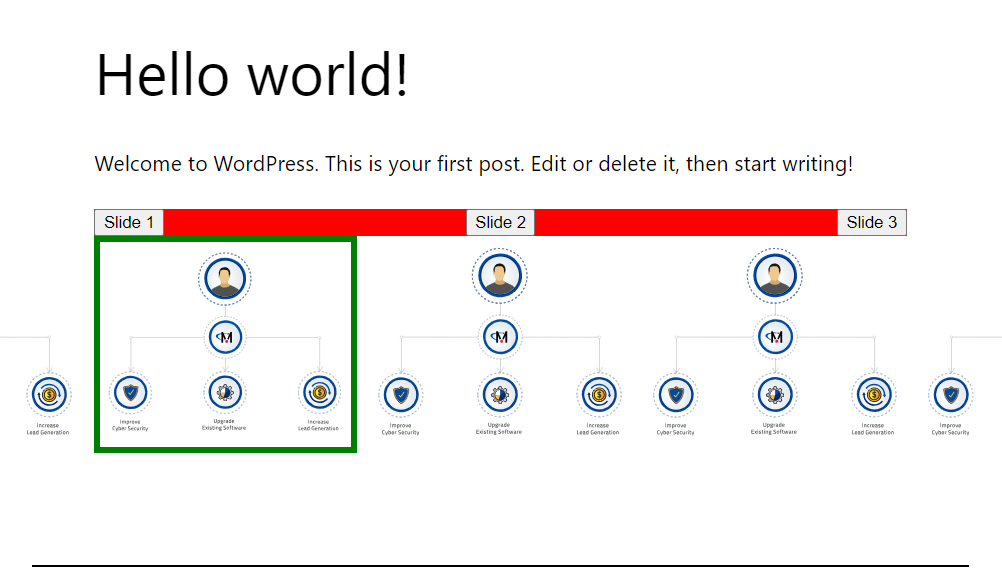 Hello world!
Welcome to WordPress. This is your first post. Edit or delete it, then start writing!
Slide 1
Slide 2
Slide 3
M
M
M
$
$
$
Increase
Lead Generation
Improve
Cyber Security
Upgrade
Existing Software
Increase
Lead Generation
Improve
Cyber Security
Upgrade
Existing Software
Increase
Lead Generation
Improve
Cyber Security
Upgrade
Existing Software
Increase
Lead Generation
Improve
Cyber Security